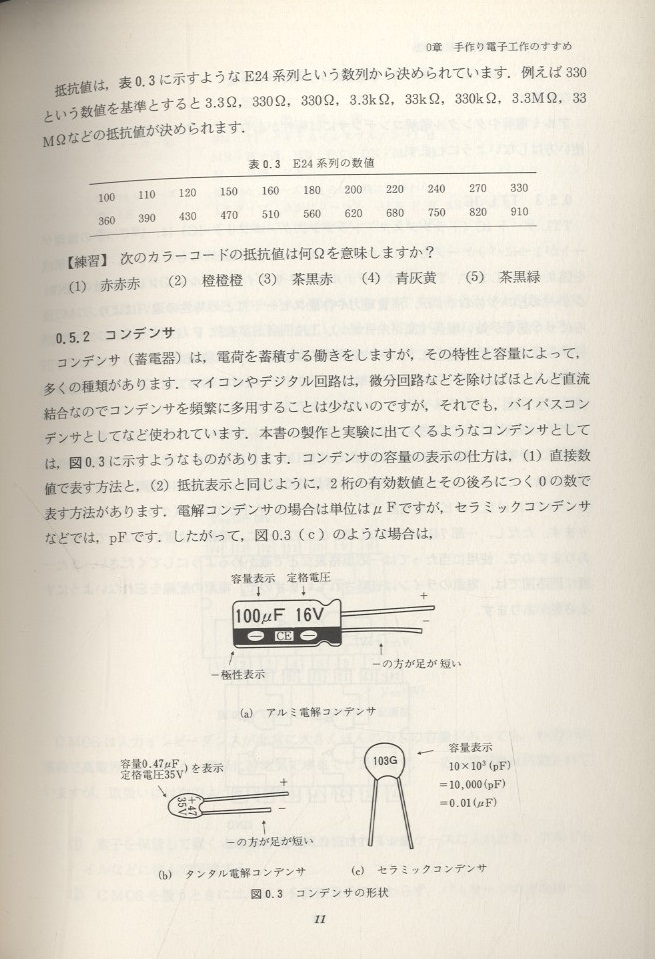 0章 手作り電子工作のすすめ
抵抗値は,表0.3に示すようなE24系列という数列から決められています.例えば330
という数値を基準とすると3.3Ω,330Ω,330Ω,3.3kΩ,33kΩ,330kΩ,3.3MΩ,33
MΩなどの抵抗値が決められます.
表0.3 E24系列の数値
100 110 120 150 160 180 200 220 240 270 330
360 390 430 470 510 560 620 680 750 820 910
【練習】 次のカラーコードの抵抗値は何Ωを意味しますか?
(1) 赤赤赤 (2) 橙橙橙 (3) 茶黒赤 (4) 青灰黄 (5) 茶黒緑
0.5.2 コンデンサ
コンデンサ(蓄電器)は,電荷を蓄積する働きをしますが,その特性と容量によって,
多くの種類があります.マイコンやデジタル回路は,微分回路などを除けばほとんど直流
結合なのでコンデンサを頻繁に多用することは少ないのですが,それでも,バイパスコン
デンサとしてなど使われています.本書の製作と実験に出てくるようなコンデンサとして
は,図0.3に示すようなものがあります.コンデンサの容量の表示の仕方は,(1)直接数
値で表す方法と,(2)抵抗表示と同じように,2桁の有効数値とその後ろにつく0の数で
表す方法があります.電解コンデンサの場合は単位はμFですが,セラミックコンデンサ
などでは,pFです.したがって,図0.3(c)のような場合は,
容量表示 定格電圧
100μF 16V
+
−
CE
−極性表示
−の方が足が短い
(a) アルミ電解コンデンサ
容量0.47μF
定格電圧35V)を表示
+47
35V
+
−
−の方が足が短い
(b) タンタル電解コンデンサ
103G
容量表示
10×10³(pF)
=10,000(pF)
=0.01(μF)
(c) セラミックコンデンサ
図0.3 コンデンサの形状
11